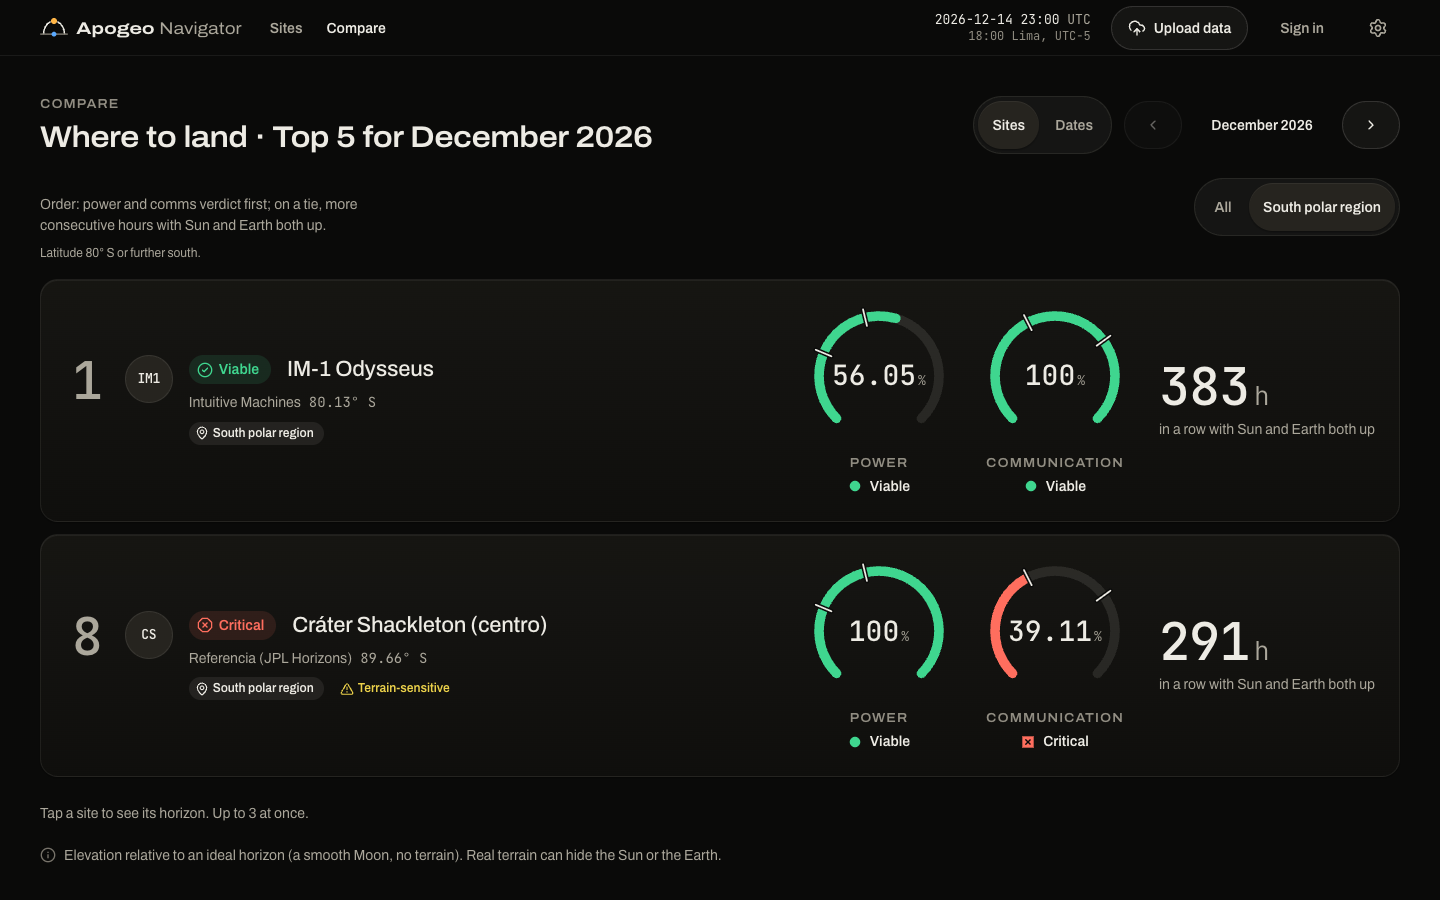 Apogeo Navigator
Sites
Compare
2026-12-14 23:00 UTC
18:00 Lima, UTC-5
Upload data
Sign in
COMPARE
Where to land · Top 5 for December 2026
Sites
Dates
December 2026
Order: power and comms verdict first; on a tie, more
consecutive hours with Sun and Earth both up.
Latitude 80° S or further south.
All
South polar region
1
IM1
Viable
IM-1 Odysseus
Intuitive Machines 80.13° S
South polar region
56.05%
POWER
Viable
100%
COMMUNICATION
Viable
383 h
in a row with Sun and Earth both up
8
CS
Critical
Cráter Shackleton (centro)
Referencia (JPL Horizons) 89.66° S
South polar region
Terrain-sensitive
100%
POWER
Viable
39.11%
COMMUNICATION
Critical
291 h
in a row with Sun and Earth both up
Tap a site to see its horizon. Up to 3 at once.
Elevation relative to an ideal horizon (a smooth Moon, no terrain). Real terrain can hide the Sun or the Earth.